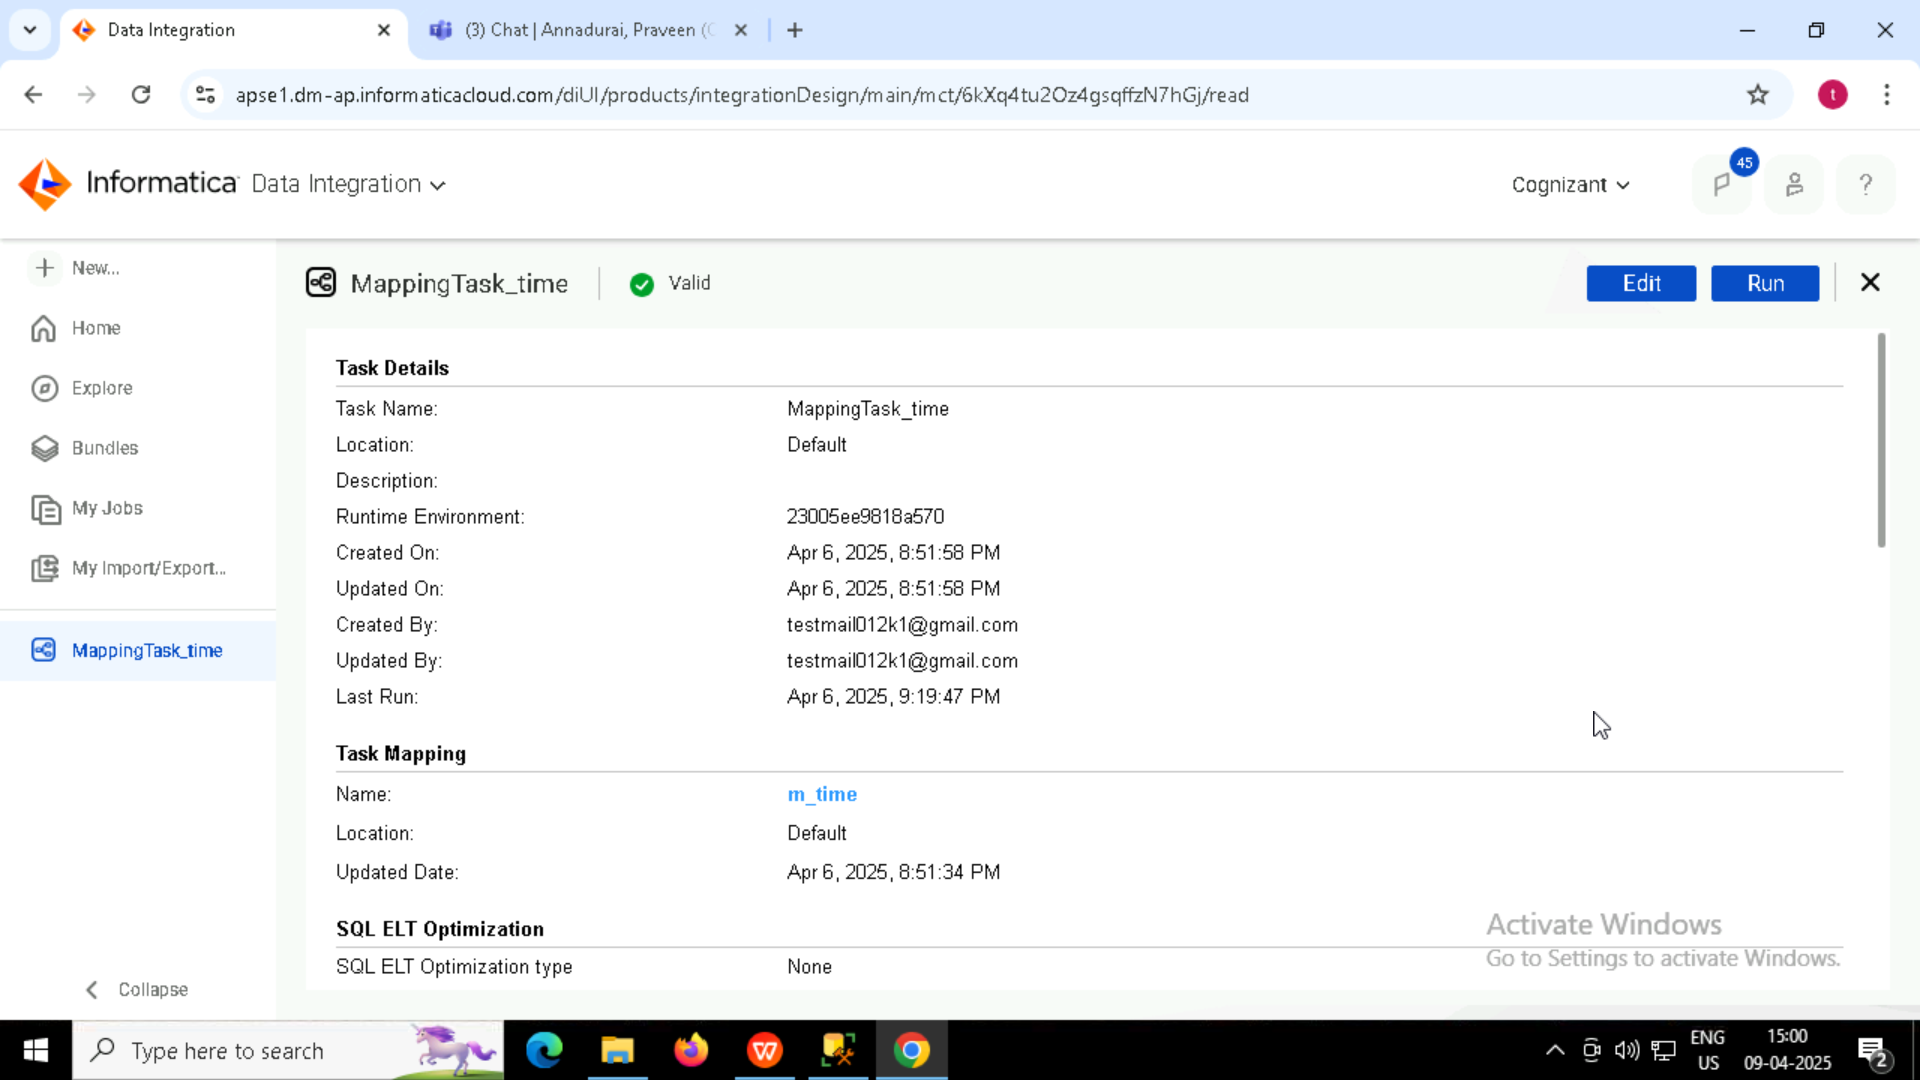 Data Integration
(3) Chat | Annadurai, Praveen (C
apse1.dm-ap.informaticacloud.com/diUI/products/integrationDesign/main/mct/6kXq4tu2Oz4gsqffzN7hGj/read
Informatica Data Integration
Cognizant
45
?
New...
Home
Explore
Bundles
My Jobs
My Import/Export...
MappingTask_time
Collapse
MappingTask_time
Valid
Edit
Run
Task Details
Task Name: MappingTask_time
Location: Default
Description:
Runtime Environment: 23005ee9818a570
Created On: Apr 6, 2025, 8:51:58 PM
Updated On: Apr 6, 2025, 8:51:58 PM
Created By: testmail012k1@gmail.com
Updated By: testmail012k1@gmail.com
Last Run: Apr 6, 2025, 9:19:47 PM
Task Mapping
Name: m_time
Location: Default
Updated Date: Apr 6, 2025, 8:51:34 PM
SQL ELT Optimization
SQL ELT Optimization type None
Activate Windows
Go to Settings to activate Windows.
Type here to search
ENG
US
15:00
09-04-2025
2
t